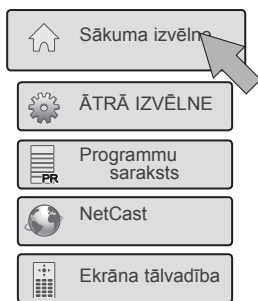 Sākuma izvēlne
ĀTRĀ IZVĒLNE
Programmu
saraksts
PR
NetCast
Ekrāna tālvadība